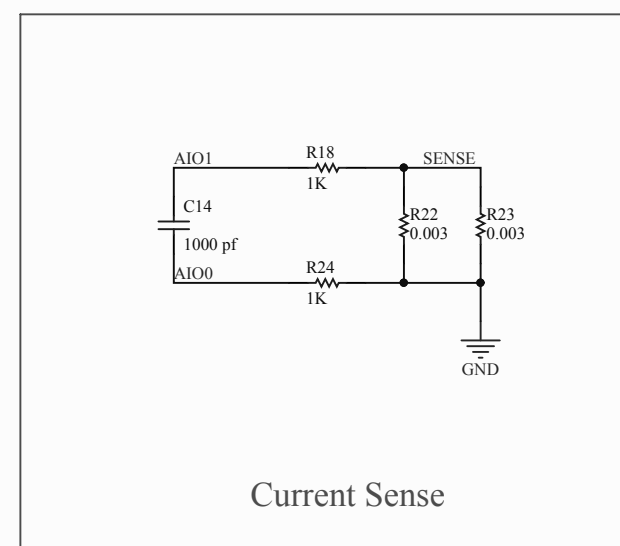 R18
AIO1
SENSE
1K
C14
R22
R23
0.003
0.003
1000 pf
R24
AIO0
1K
GND
Current Sense